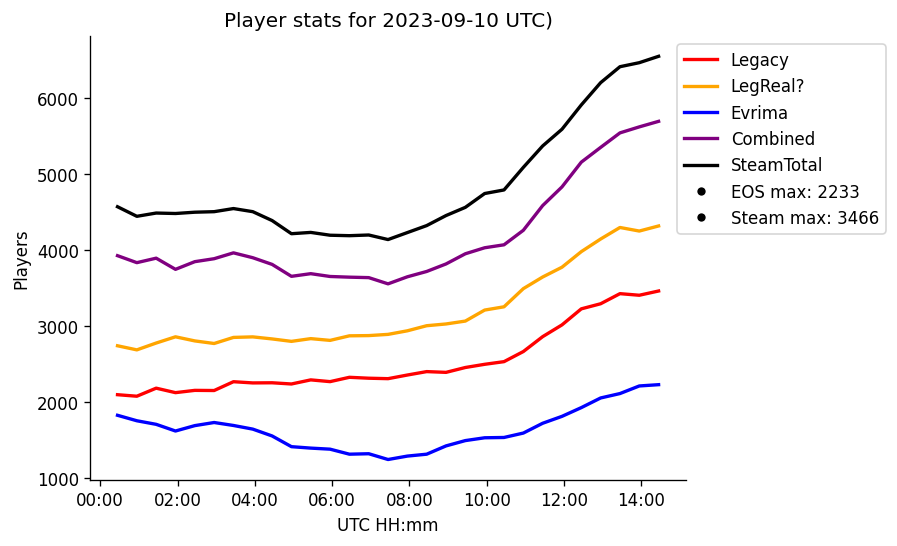 Player stats for 2023-09-10 UTC)
Legacy
LegReal?
Evrima
Combined
SteamTotal
EOS max: 2233
Steam max: 3466
Players
6000
5000
4000
3000
2000
1000
00:00 02:00 04:00 06:00 08:00 10:00 12:00 14:00
UTC HH:mm